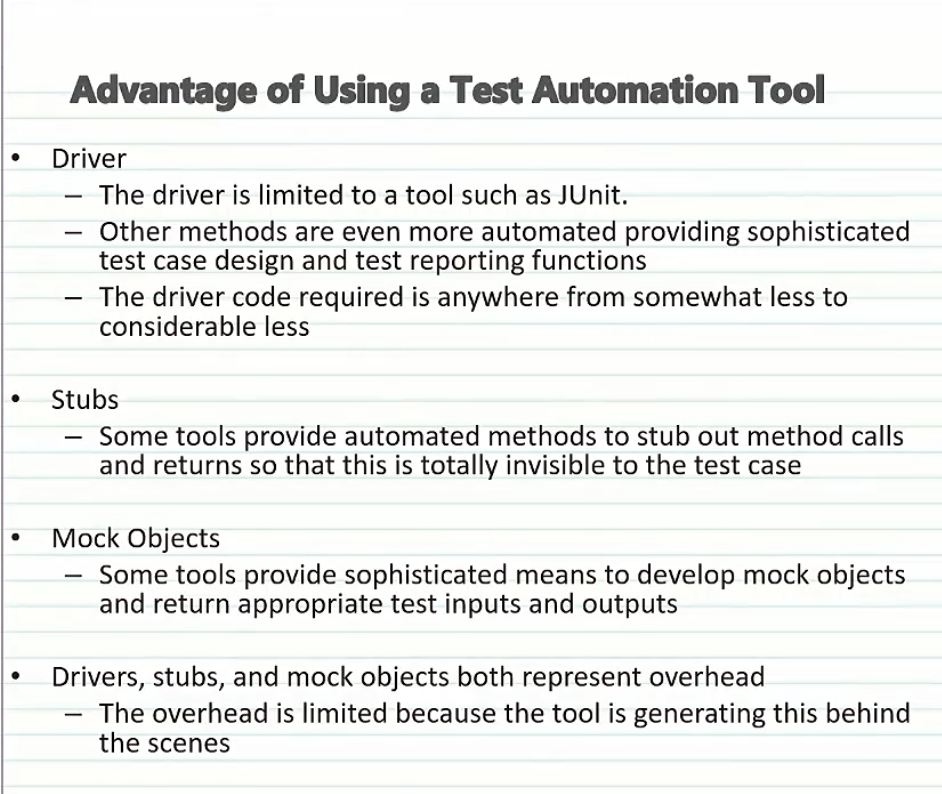 Advantage of Using a Test Automation Tool
• Driver
– The driver is limited to a tool such as JUnit.
– Other methods are even more automated providing sophisticated
test case design and test reporting functions
– The driver code required is anywhere from somewhat less to
considerable less
• Stubs
– Some tools provide automated methods to stub out method calls
and returns so that this is totally invisible to the test case
• Mock Objects
– Some tools provide sophisticated means to develop mock objects
and return appropriate test inputs and outputs
• Drivers, stubs, and mock objects both represent overhead
– The overhead is limited because the tool is generating this behind
the scenes